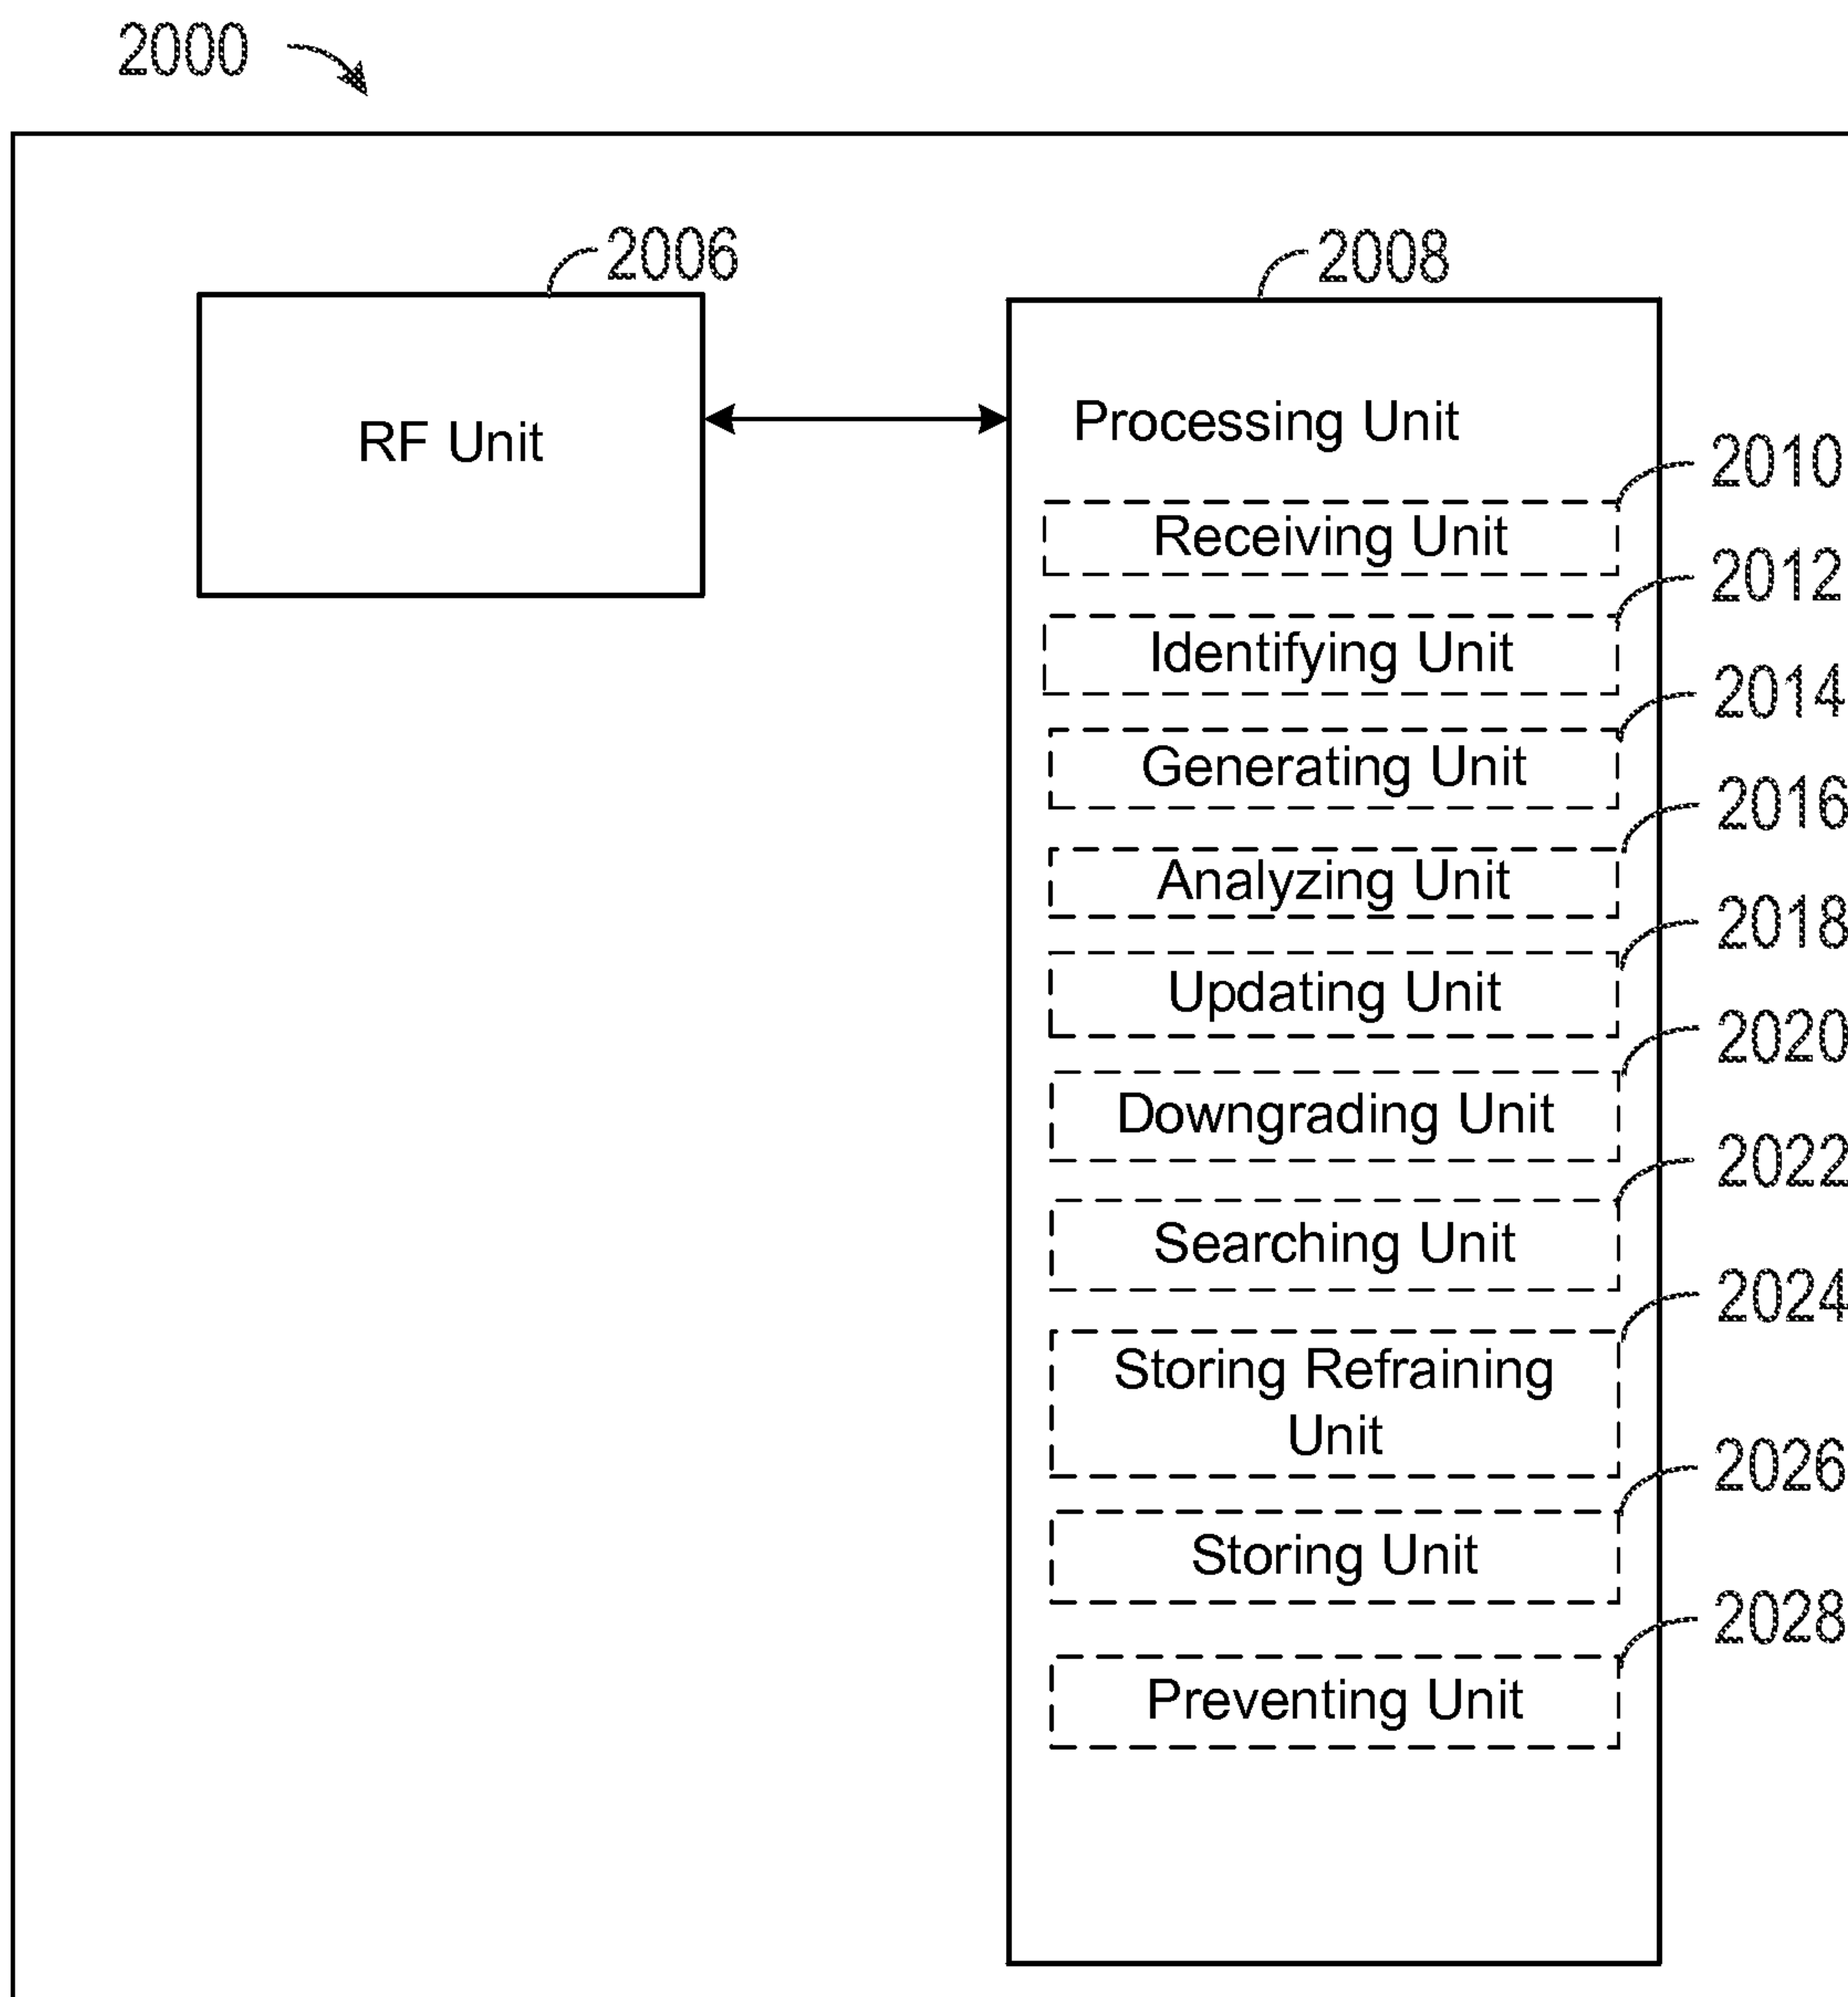 2000
2006
2008
RF Unit
Processing Unit
2010
Receiving Unit
2012
Identifying Unit
2014
Generating Unit
2016
Analyzing Unit
2018
Updating Unit
2020
Downgrading Unit
2022
Searching Unit
2024
Storing Refraining
Unit
2026
Storing Unit
2028
Preventing Unit